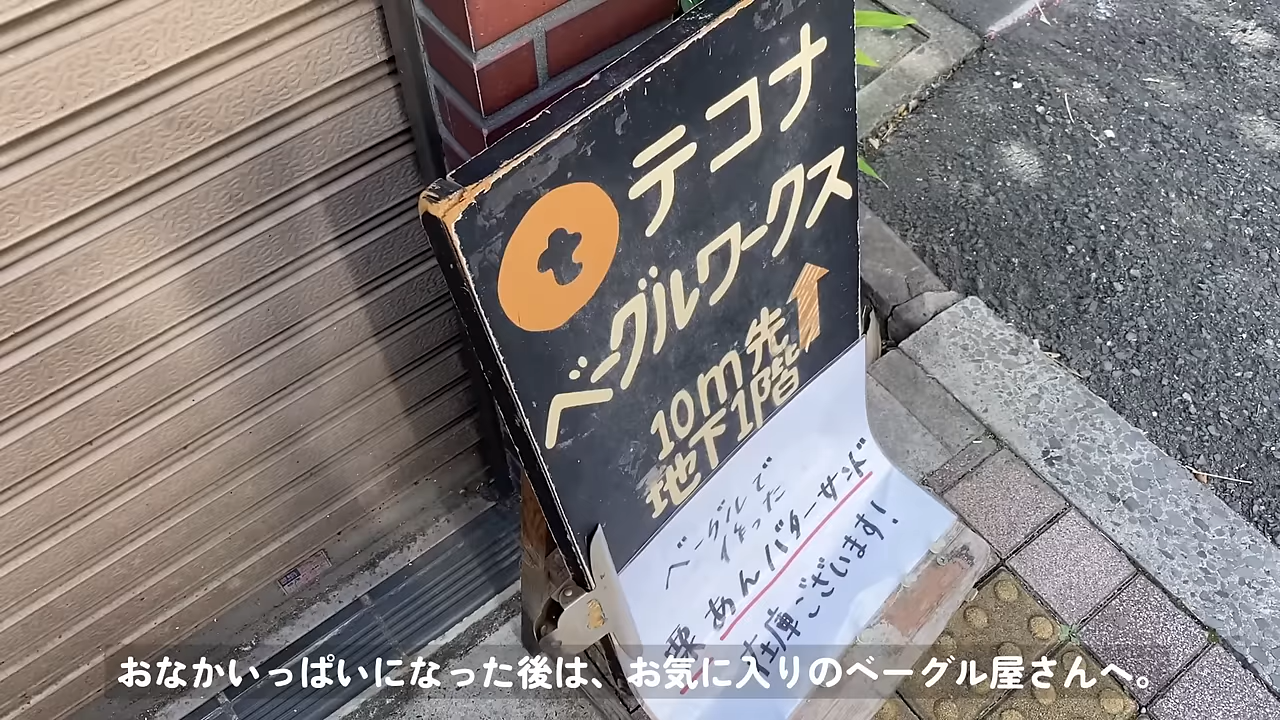 テコナ
ベーグルワークス
10m先
地下1階
ベーグルで
つくった
栗あんバターサンド
在庫ございます!
おなかいっぱいになった後は、お気に入りのベーグル屋さんへ。